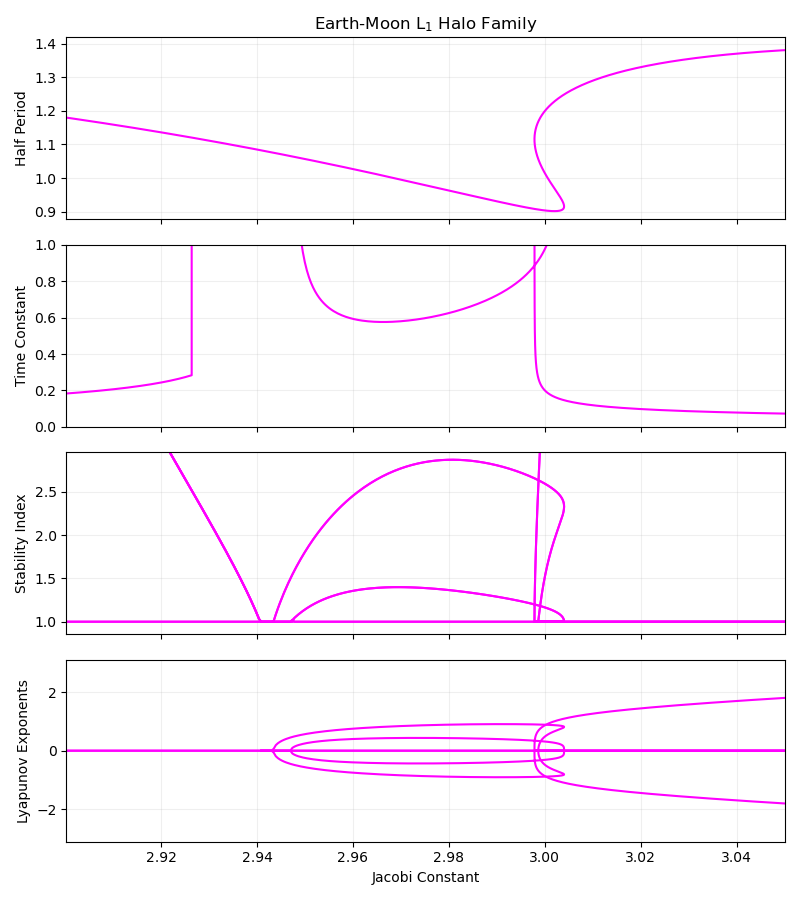 Earth-Moon L₁ Halo Family
1.4
1.3
1.2
1.1
1.0
0.9
Half Period
1.0
0.8
0.6
0.4
0.2
0.0
Time Constant
2.5
2.0
1.5
1.0
Stability Index
2
0
−2
Lyapunov Exponents
2.92 2.94 2.96 2.98 3.00 3.02 3.04
Jacobi Constant